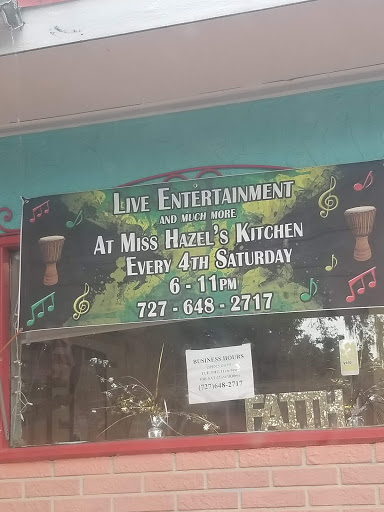 LIVE ENTERTAINMENT
AND MUCH MORE
AT MISS HAZEL'S KITCHEN
EVERY 4TH SATURDAY
6 - 11PM
727 - 648 - 2717
BUSINESS HOURS
(727)648-2717
FAITH